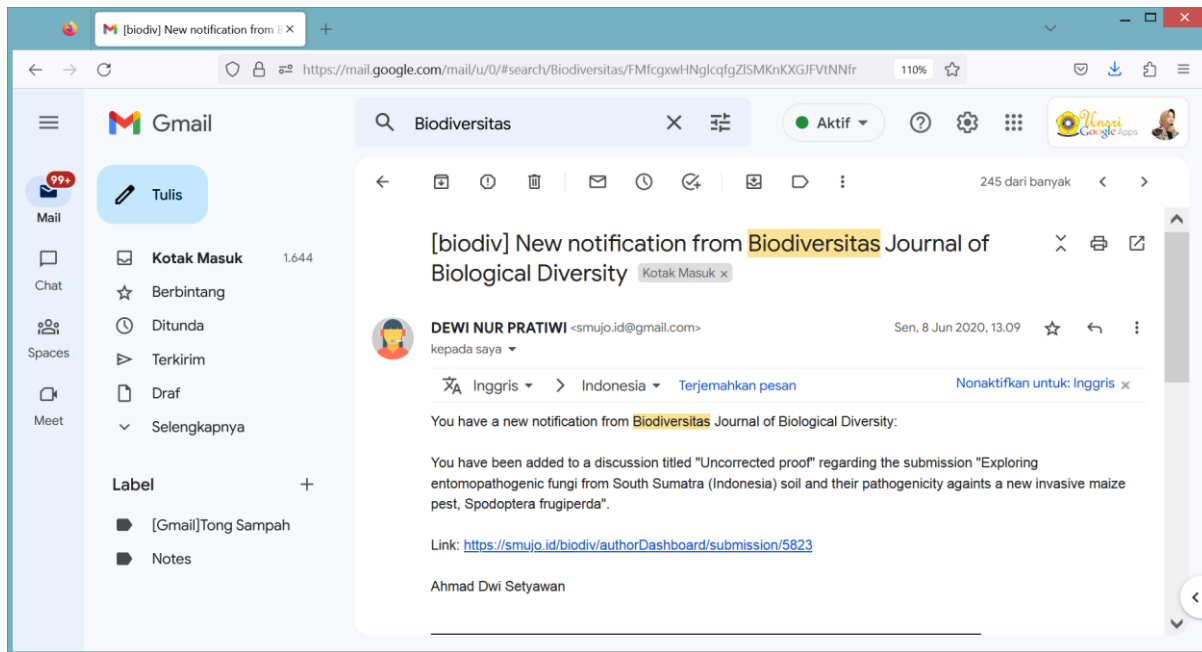 [biodiv] New notification from B
https://mail.google.com/mail/u/0/#search/Biodiversitas/FMfcgxwHNglcqfgZlSMKnKXGJFVtNNfr
110%
Gmail
Biodiversitas
Aktif
Google Apps
99+
Mail
Chat
Spaces
Meet
Tulis
Kotak Masuk 1.644
Berbintang
Ditunda
Terkirim
Draf
Selengkapnya
Label
[Gmail]Tong Sampah
Notes
245 dari banyak
[biodiv] New notification from Biodiversitas Journal of
Biological Diversity Kotak Masuk
DEWI NUR PRATIWI <smujo.id@gmail.com> Sen, 8 Jun 2020, 13.09
kepada saya
Inggris > Indonesia Terjemahkan pesan Nonaktifkan untuk: Inggris
You have a new notification from Biodiversitas Journal of Biological Diversity:
You have been added to a discussion titled "Uncorrected proof" regarding the submission "Exploring
entomopathogenic fungi from South Sumatra (Indonesia) soil and their pathogenicity againts a new invasive maize
pest, Spodoptera frugiperda".
Link: https://smujo.id/biodiv/authorDashboard/submission/5823
Ahmad Dwi Setyawan